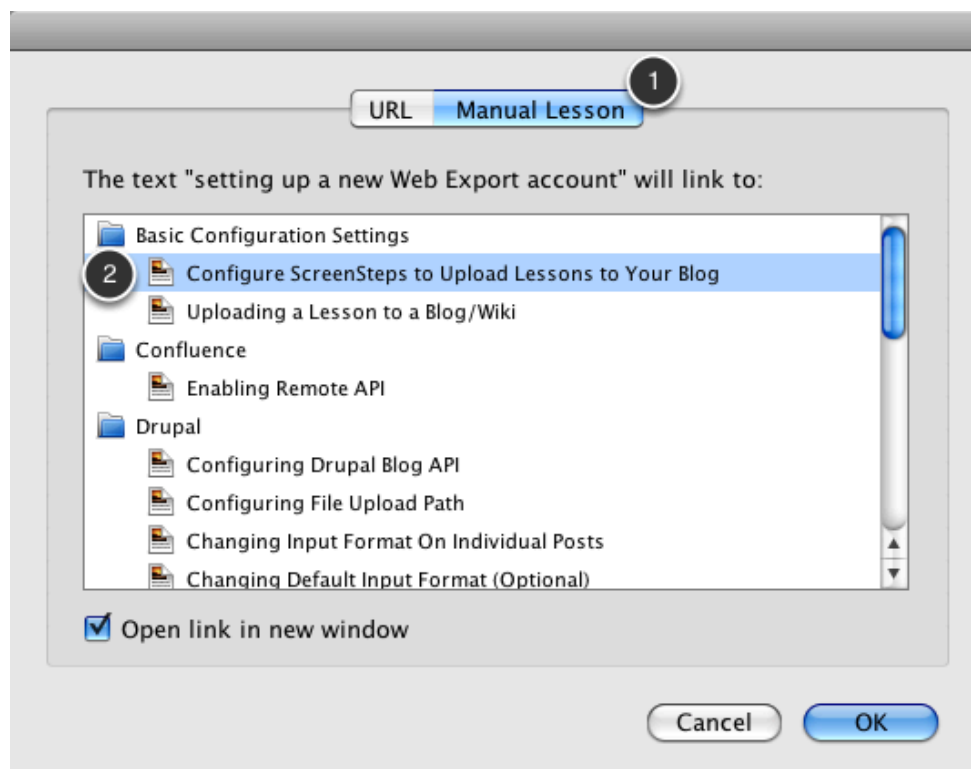 1
URL Manual Lesson
The text "setting up a new Web Export account" will link to:
Basic Configuration Settings
2 Configure ScreenSteps to Upload Lessons to Your Blog
Uploading a Lesson to a Blog/Wiki
Confluence
Enabling Remote API
Drupal
Configuring Drupal Blog API
Configuring File Upload Path
Changing Input Format On Individual Posts
Changing Default Input Format (Optional)
Open link in new window
Cancel OK